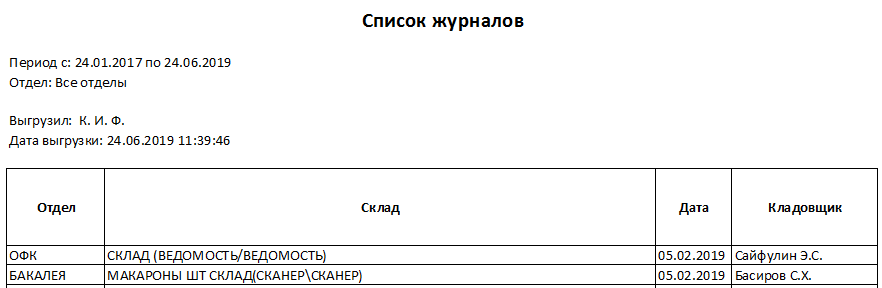 Список журналов
Период с: 24.01.2017 по 24.06.2019
Отдел: Все отделы
Выгрузил:  К. И. Ф.
Дата выгрузки: 24.06.2019 11:39:46
Отдел Склад Дата Кладовщик
ОФК СКЛАД (ВЕДОМОСТЬ/ВЕДОМОСТЬ) 05.02.2019 Сайфулин Э.С.
БАКАЛЕЯ МАКАРОНЫ ШТ СКЛАД(СКАНЕР\СКАНЕР) 05.02.2019 Басиров С.Х.